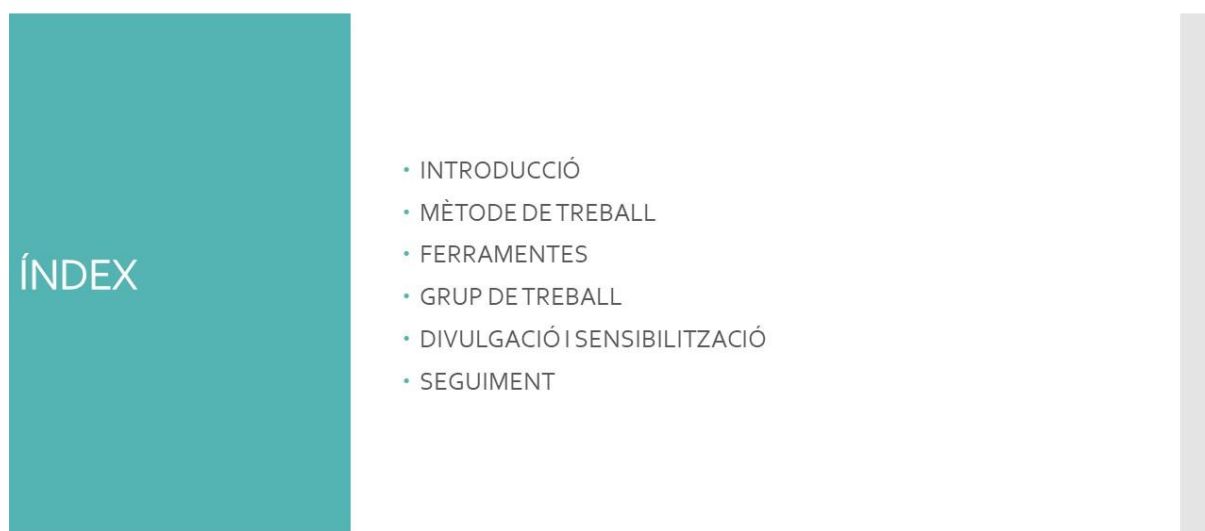 ÍNDEX
• INTRODUCCIÓ
• MÈTODE DE TREBALL
• FERRAMENTES
• GRUP DE TREBALL
• DIVULGACIÓ I SENSIBILITZACIÓ
• SEGUIMENT